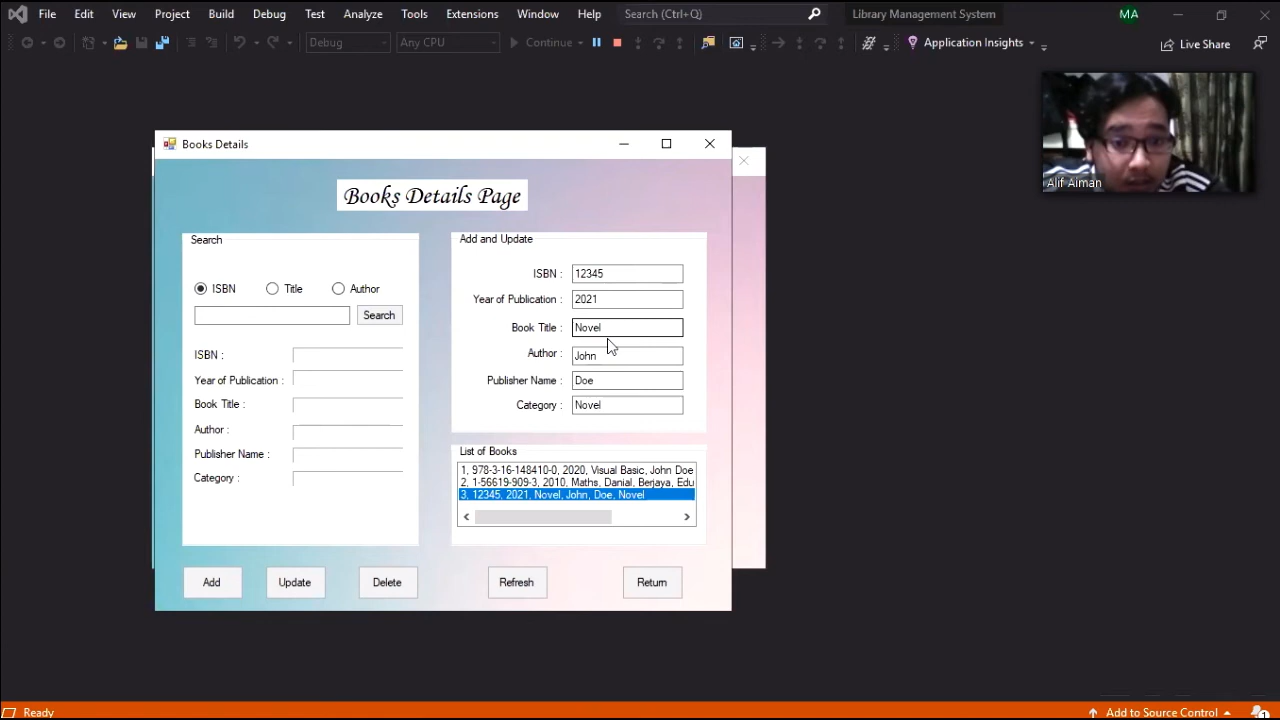 File Edit View Project Build Debug Test Analyze Tools Extensions Window Help Search (Ctrl+Q) Library Management System MA
Debug Any CPU Continue Application Insights Live Share
Books Details
Books Details Page
Alif Aiman
Search
ISBN Title Author
Search
ISBN :
Year of Publication :
Book Title :
Author :
Publisher Name :
Category :
Add and Update
ISBN : 12345
Year of Publication : 2021
Book Title : Novel
Author : John
Publisher Name : Doe
Category : Novel
List of Books
1, 978-3-16-148410-0, 2020, Visual Basic, John Doe
2, 1-56619-909-3, 2010, Maths, Danial, Berjaya, Edu
3, 12345, 2021, Novel, John, Doe, Novel
Add Update Delete Refresh Return
Ready Add to Source Control 1